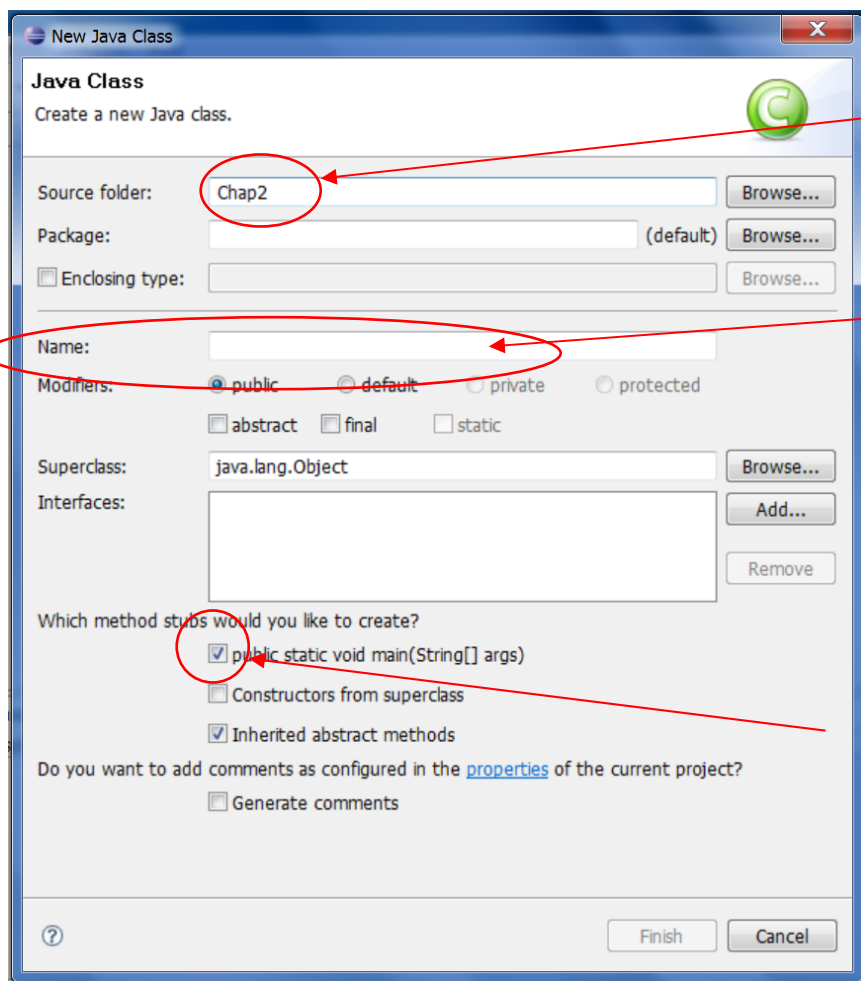 New Java Class
X
Java Class
Create a new Java class.
C
Source folder: Chap2 Browse...
Package: (default) Browse...
Enclosing type: Browse...
Name:
Modifiers: public default private protected
abstract final static
Superclass: java.lang.Object Browse...
Interfaces: Add...
Remove
Which method stubs would you like to create?
public static void main(String[] args)
Constructors from superclass
Inherited abstract methods
Do you want to add comments as configured in the properties of the current project?
Generate comments
? Finish Cancel